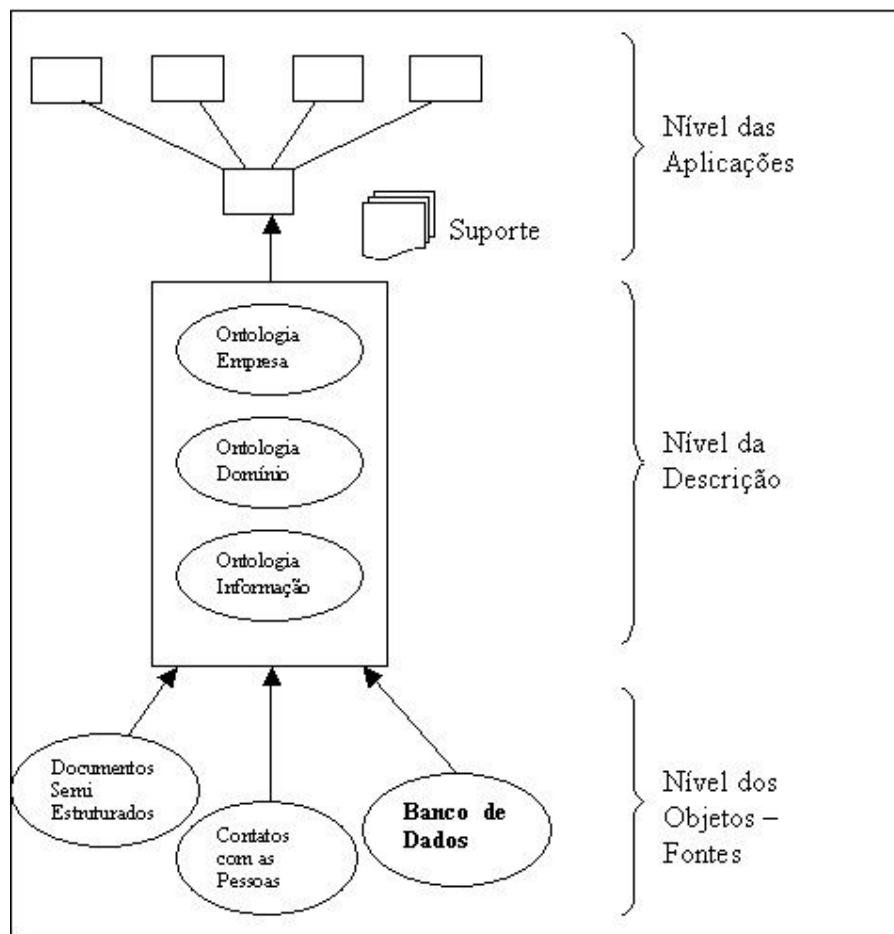 Nível das
Aplicações
Suporte
Ontologia
Empresa
Ontologia
Domínio
Ontologia
Informação
Nível da
Descrição
Documentos
Semi
Estruturados
Contatos
com as
Pessoas
Banco de
Dados
Nível dos
Objetos –
Fontes